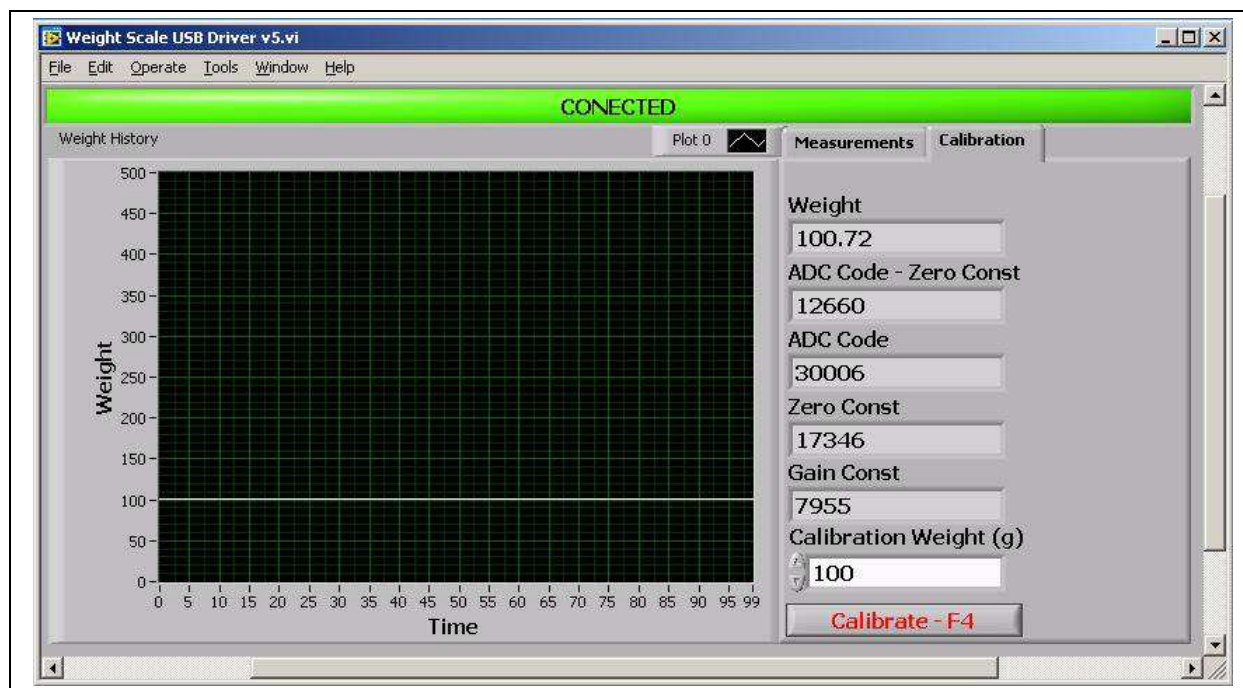 Weight Scale USB Driver v5.vi
File Edit Operate Tools Window Help
CONECTED
Weight History
Plot 0
Measurements
Calibration
500
450
400
350
300
250
200
150
100
50
0
Weight
0 5 10 15 20 25 30 35 40 45 50 55 60 65 70 75 80 85 90 95 99
Time
Weight
100.72
ADC Code - Zero Const
12660
ADC Code
30006
Zero Const
17346
Gain Const
7955
Calibration Weight (g)
100
Calibrate - F4